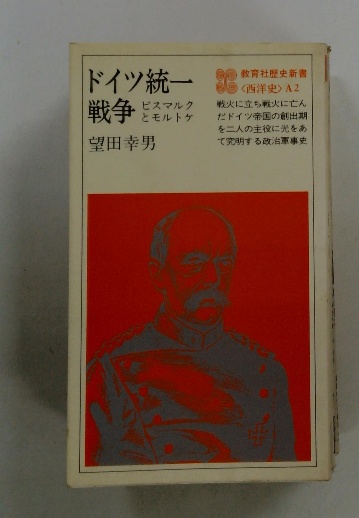 ドイツ統一
戦争 ビスマルク
とモルトケ
望田幸男
教育社歴史新書
〈西洋史〉A2
戦火に立ち戦火に亡ん
だドイツ帝国の創出期
を二人の主役に光をあ
て究明する政治軍事史